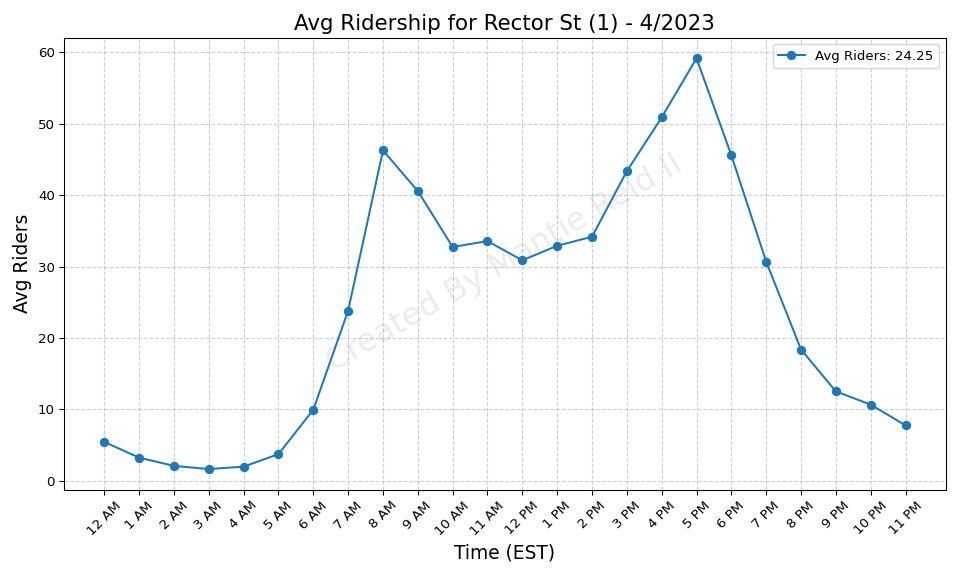 Avg Ridership for Rector St (1) - 4/2023
Avg Riders: 24.25
Avg Riders
60
50
40
30
20
10
0
Created By Mantie Reid II
12 AM
1 AM
2 AM
3 AM
4 AM
5 AM
6 AM
7 AM
8 AM
9 AM
10 AM
11 AM
12 PM
1 PM
2 PM
3 PM
4 PM
5 PM
6 PM
7 PM
8 PM
9 PM
10 PM
11 PM
Time (EST)